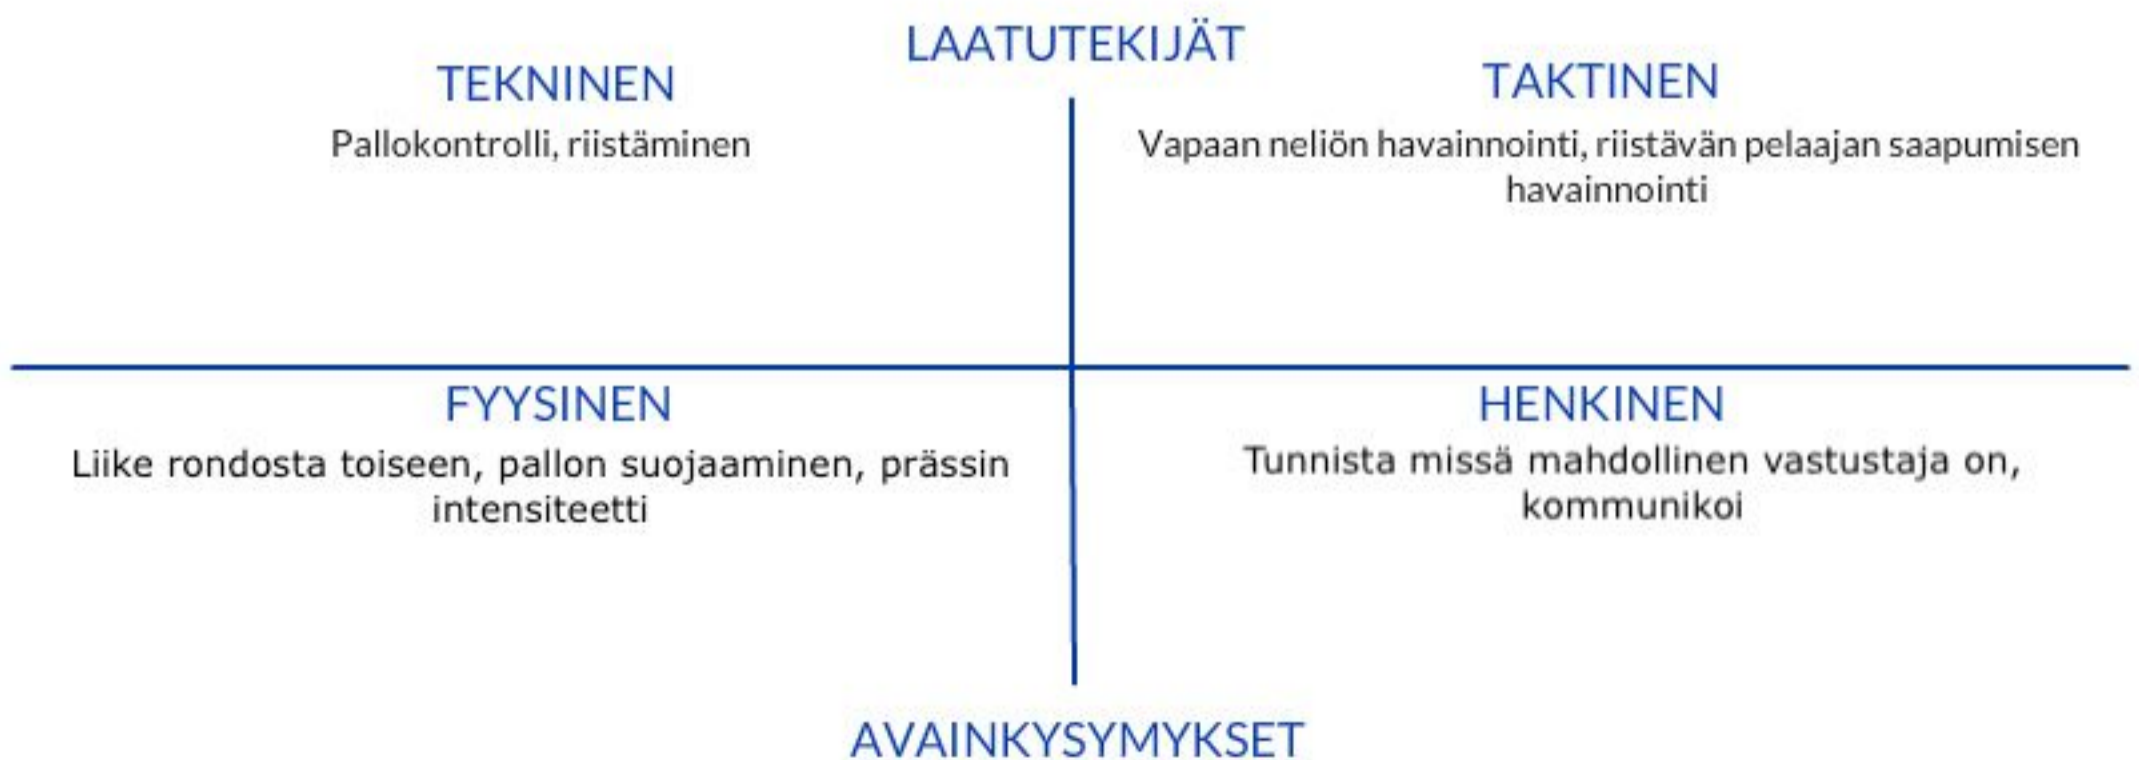 LAATUTEKIJÄT
TEKNINEN
Pallokontrolli, riistäminen
TAKTINEN
Vapaan neliön havainnointi, riistävän pelaajan saapumisen
havainnointi
FYYSINEN
Liike rondosta toiseen, pallon suojaaminen, prässin
intensiteetti
HENKINEN
Tunnista missä mahdollinen vastustaja on,
kommunikoi
AVAINKYSYMYKSET